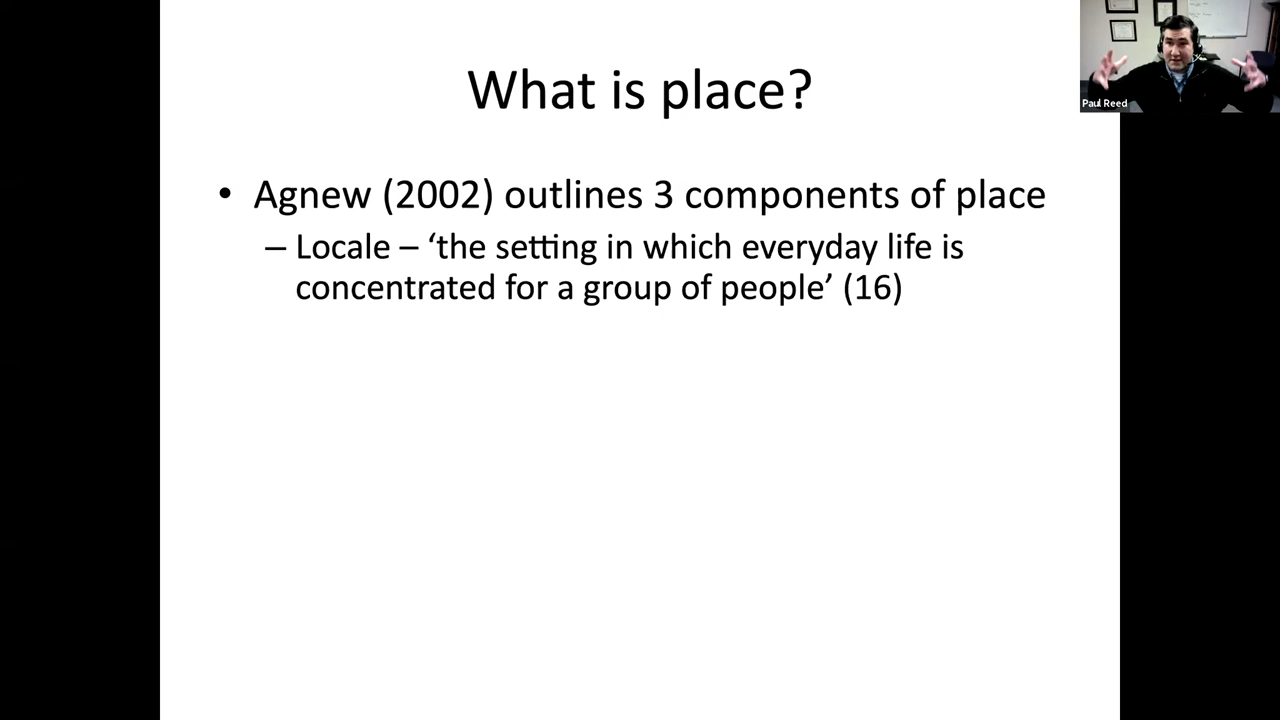 What is place?
Paul Reed
• Agnew (2002) outlines 3 components of place
– Locale – ‘the setting in which everyday life is
concentrated for a group of people’ (16)